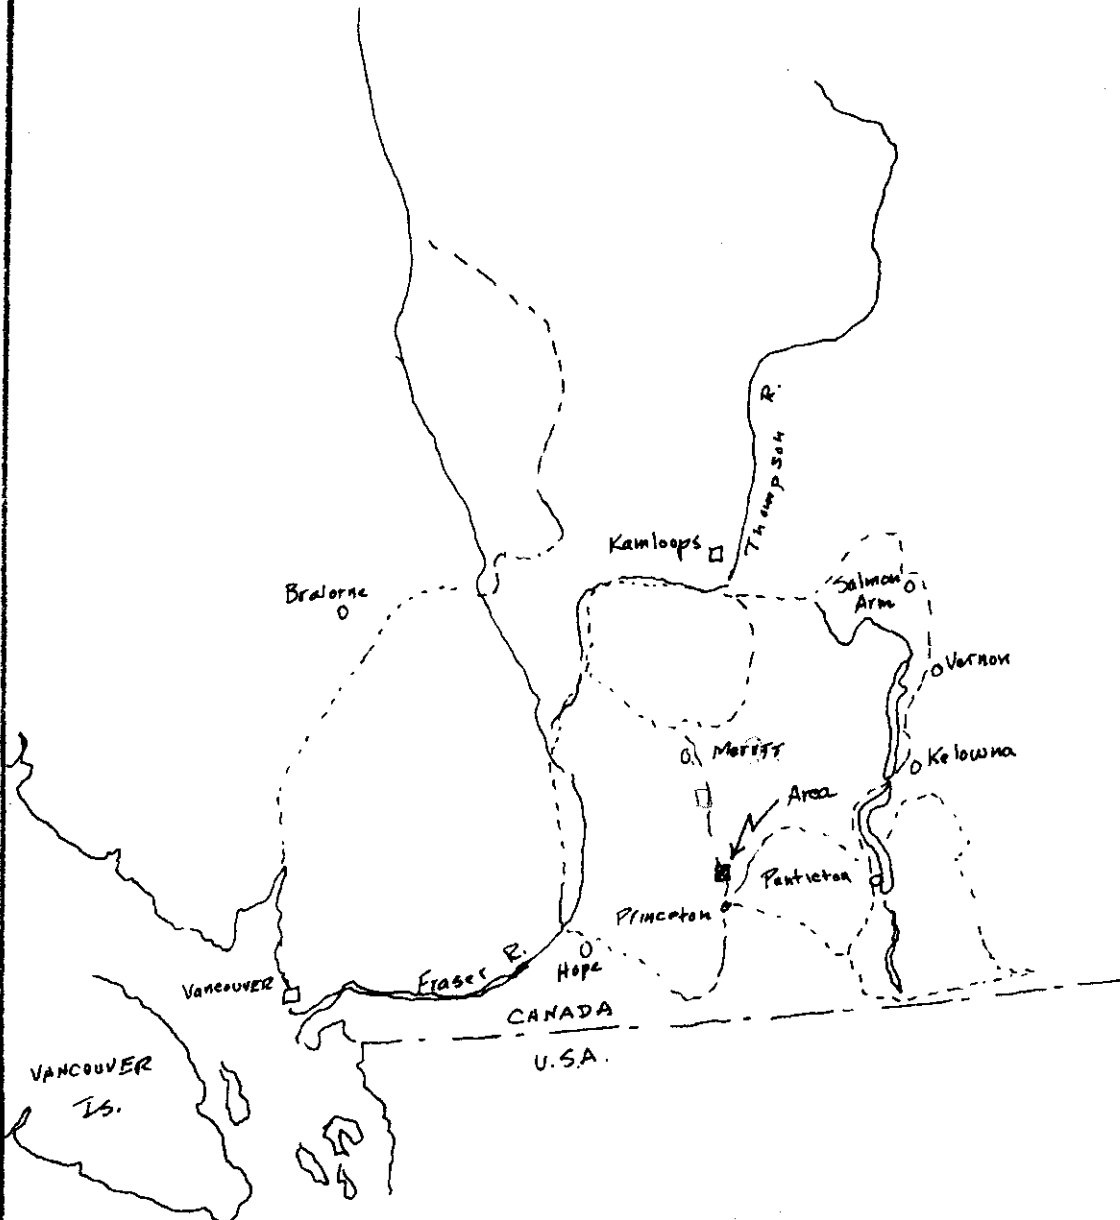 Thompson R.
Kamloops
Bralorne
Salmon
Arm
Vernon
Merritt
Kelowna
Area
Penticton
Princeton
Fraser R.
Hope
Vancouver
CANADA
U.S.A.
VANCOUVER
IS.